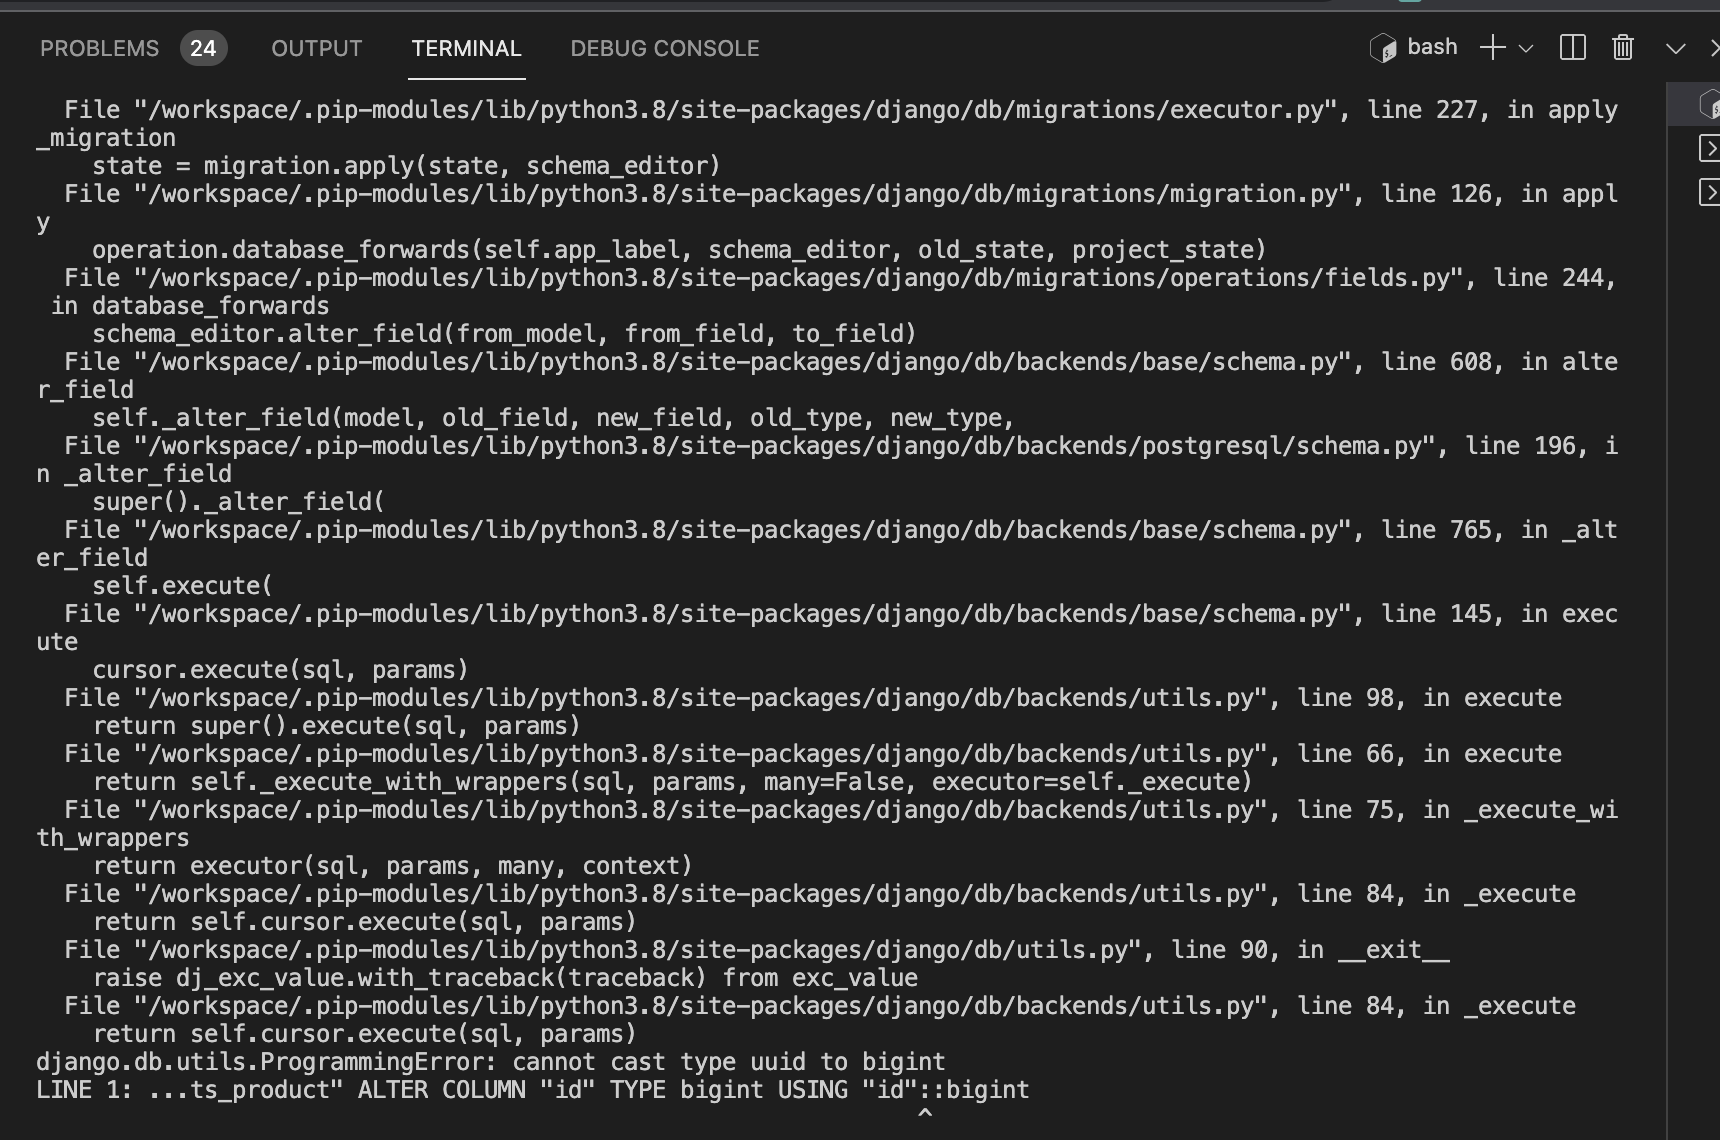 PROBLEMS 24 OUTPUT TERMINAL DEBUG CONSOLE bash
File "/workspace/.pip-modules/lib/python3.8/site-packages/django/db/migrations/executor.py", line 227, in apply
_migration
state = migration.apply(state, schema_editor)
File "/workspace/.pip-modules/lib/python3.8/site-packages/django/db/migrations/migration.py", line 126, in appl
y
operation.database_forwards(self.app_label, schema_editor, old_state, project_state)
File "/workspace/.pip-modules/lib/python3.8/site-packages/django/db/migrations/operations/fields.py", line 244,
in database_forwards
schema_editor.alter_field(from_model, from_field, to_field)
File "/workspace/.pip-modules/lib/python3.8/site-packages/django/db/backends/base/schema.py", line 608, in alte
r_field
self._alter_field(model, old_field, new_field, old_type, new_type,
File "/workspace/.pip-modules/lib/python3.8/site-packages/django/db/backends/postgresql/schema.py", line 196, i
n _alter_field
super()._alter_field(
File "/workspace/.pip-modules/lib/python3.8/site-packages/django/db/backends/base/schema.py", line 765, in _alt
er_field
self.execute(
File "/workspace/.pip-modules/lib/python3.8/site-packages/django/db/backends/base/schema.py", line 145, in exec
ute
cursor.execute(sql, params)
File "/workspace/.pip-modules/lib/python3.8/site-packages/django/db/backends/utils.py", line 98, in execute
return super().execute(sql, params)
File "/workspace/.pip-modules/lib/python3.8/site-packages/django/db/backends/utils.py", line 66, in execute
return self._execute_with_wrappers(sql, params, many=False, executor=self._execute)
File "/workspace/.pip-modules/lib/python3.8/site-packages/django/db/backends/utils.py", line 75, in _execute_wi
th_wrappers
return executor(sql, params, many, context)
File "/workspace/.pip-modules/lib/python3.8/site-packages/django/db/backends/utils.py", line 84, in _execute
return self.cursor.execute(sql, params)
File "/workspace/.pip-modules/lib/python3.8/site-packages/django/db/utils.py", line 90, in __exit__
raise dj_exc_value.with_traceback(traceback) from exc_value
File "/workspace/.pip-modules/lib/python3.8/site-packages/django/db/backends/utils.py", line 84, in _execute
return self.cursor.execute(sql, params)
django.db.utils.ProgrammingError: cannot cast type uuid to bigint
LINE 1: ...ts_product" ALTER COLUMN "id" TYPE bigint USING "id"::bigint
^